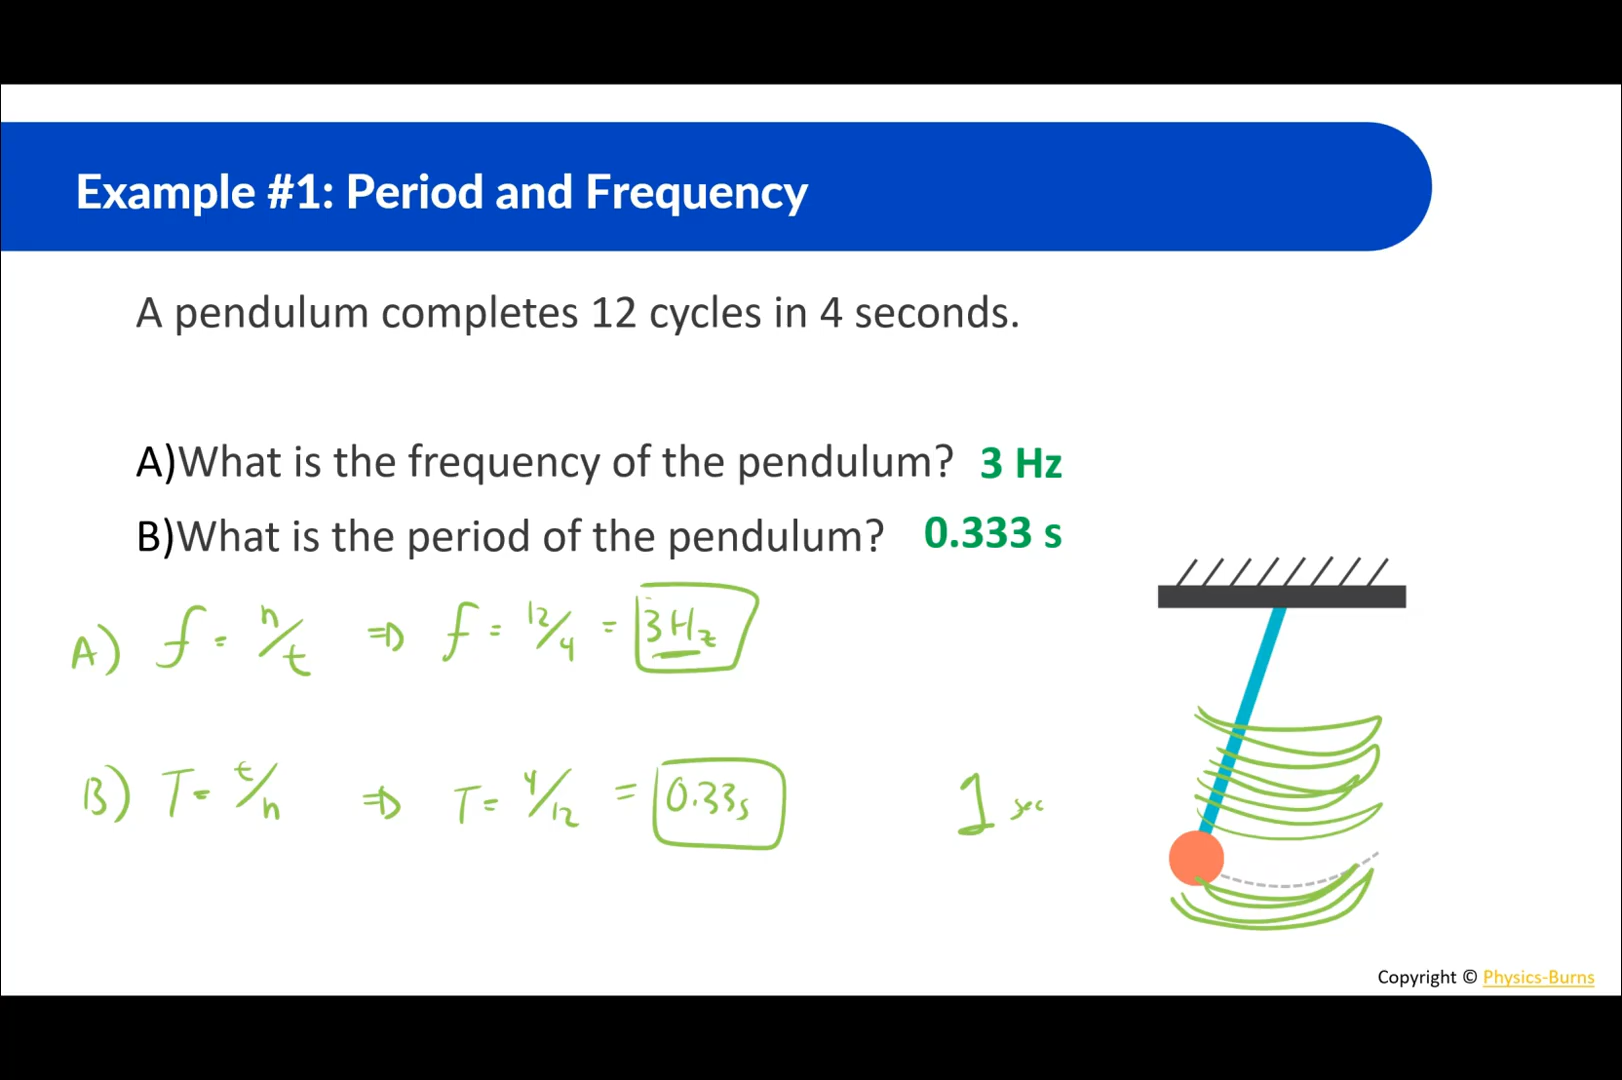 Example #1: Period and Frequency
A pendulum completes 12 cycles in 4 seconds.
A)What is the frequency of the pendulum? 3 Hz
B)What is the period of the pendulum? 0.333 s
A) f = n/t ⇒ f = 12/4 = 3 Hz
B) T = t/n ⇒ T = 4/12 = 0.33s
1 sec
Copyright © Physics-Burns